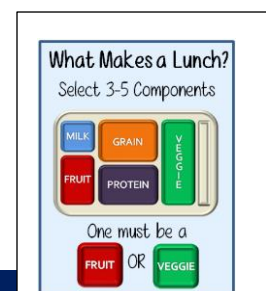 What Makes a Lunch?
Select 3-5 Components
MILK
GRAIN
VEGGIE
FRUIT
PROTEIN
One must be a
FRUIT OR VEGGIE